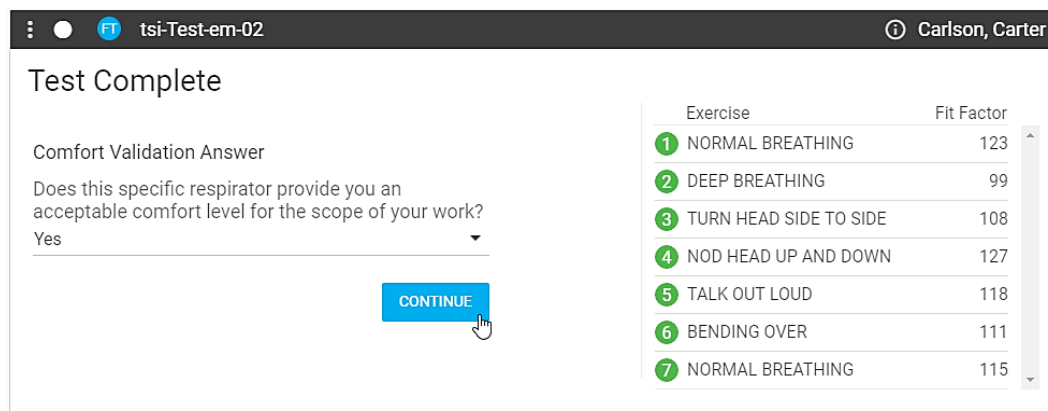 FT tsi-Test-em-02 Carlson, Carter
Test Complete
Comfort Validation Answer
Does this specific respirator provide you an
acceptable comfort level for the scope of your work?
Yes
CONTINUE
Exercise Fit Factor
1 NORMAL BREATHING 123
2 DEEP BREATHING 99
3 TURN HEAD SIDE TO SIDE 108
4 NOD HEAD UP AND DOWN 127
5 TALK OUT LOUD 118
6 BENDING OVER 111
7 NORMAL BREATHING 115